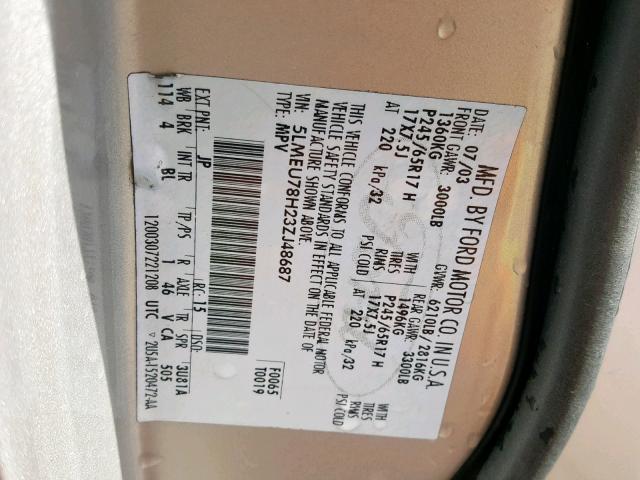 MFD. BY FORD MOTOR CO. IN U.S.A.
07/03 GVWR: 6210LB/2816KG
FRONT GAWR: 3000LB REAR GAWR: 3300LB
1360KG WITH 1496KG WITH
P245/65R17 H TIRES P245/65R17 H TIRES
17X7.5J RIMS 17X7.5J RIMS
AT 220 kPa/32 PSI COLD AT 220 kPa/32 PSI COLD
THIS VEHICLE CONFORMS TO ALL APPLICABLE FEDERAL MOTOR
VEHICLE SAFETY STANDARDS IN EFFECT ON THE DATE OF
MANUFACTURE SHOWN ABOVE.
VIN: 5LMEU78H23ZJ48687 F0065
TYPE: MPV T0019
EXT PNT: JP RC: 15 DSO:
WB BRK INT TR TP/PS R AXLE TR SPR 3U81A
114 4 BL 1 46 V CA 505
1200307221208 UTC